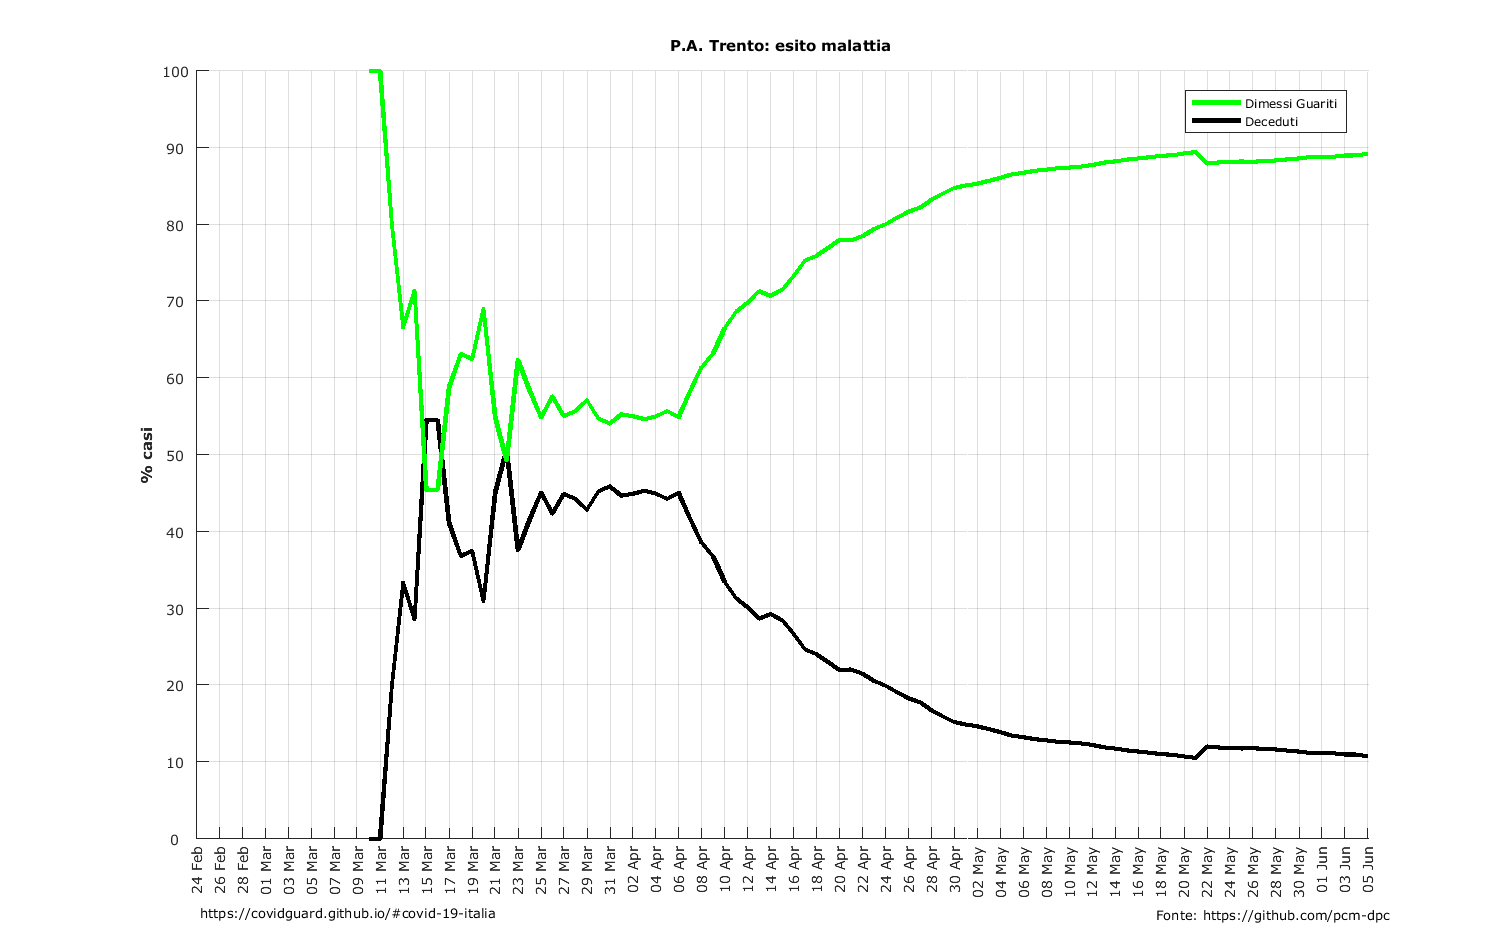 P.A. Trento: esito malattia
100
90
80
70
60
50
40
30
20
10
0
% casi
Dimessi Guariti
Deceduti
24 Feb
26 Feb
28 Feb
01 Mar
03 Mar
05 Mar
07 Mar
09 Mar
11 Mar
13 Mar
15 Mar
17 Mar
19 Mar
21 Mar
23 Mar
25 Mar
27 Mar
29 Mar
31 Mar
02 Apr
04 Apr
06 Apr
08 Apr
10 Apr
12 Apr
14 Apr
16 Apr
18 Apr
20 Apr
22 Apr
24 Apr
26 Apr
28 Apr
30 Apr
02 May
04 May
06 May
08 May
10 May
12 May
14 May
16 May
18 May
20 May
22 May
24 May
26 May
28 May
30 May
01 Jun
03 Jun
05 Jun
https://covidguard.github.io/#covid-19-italia
Fonte: https://github.com/pcm-dpc